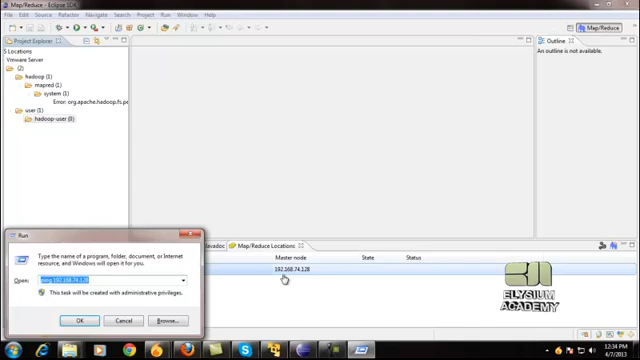 Map/Reduce - Eclipse SDK
File Edit Source Refactor Navigate Search Project Run Window Help
Map/Reduce
Project Explorer
Outline
S Locations
An outline is not available.
Vmware Server
(2)
hadoop (1)
mapred (1)
system (1)
Error: org.apache.hadoop.fs.pe
user (1)
hadoop-user (0)
Run
Type the name of a program, folder, document, or Internet
resource, and Windows will open it for you.
Open: ping 192.168.74.128
This task will be created with administrative privileges.
OK Cancel Browse...
Javadoc Map/Reduce Locations
Master node State Status
192.168.74.128
ELYSIUM
ACADEMY
12:34 PM
4/7/2013